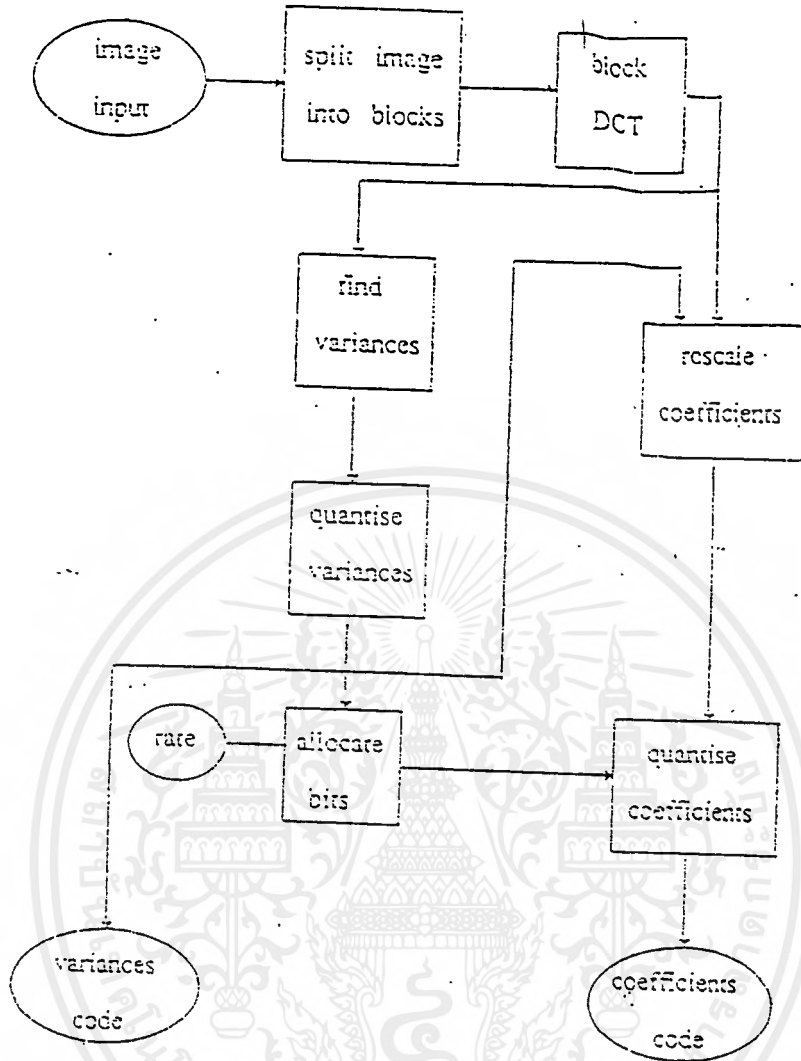 image
input
split image
into blocks
block
DCT
find
variances
rescale
coefficients
quantise
variances
rate
allocate
bits
quantise
coefficients
variances
code
coefficients
code